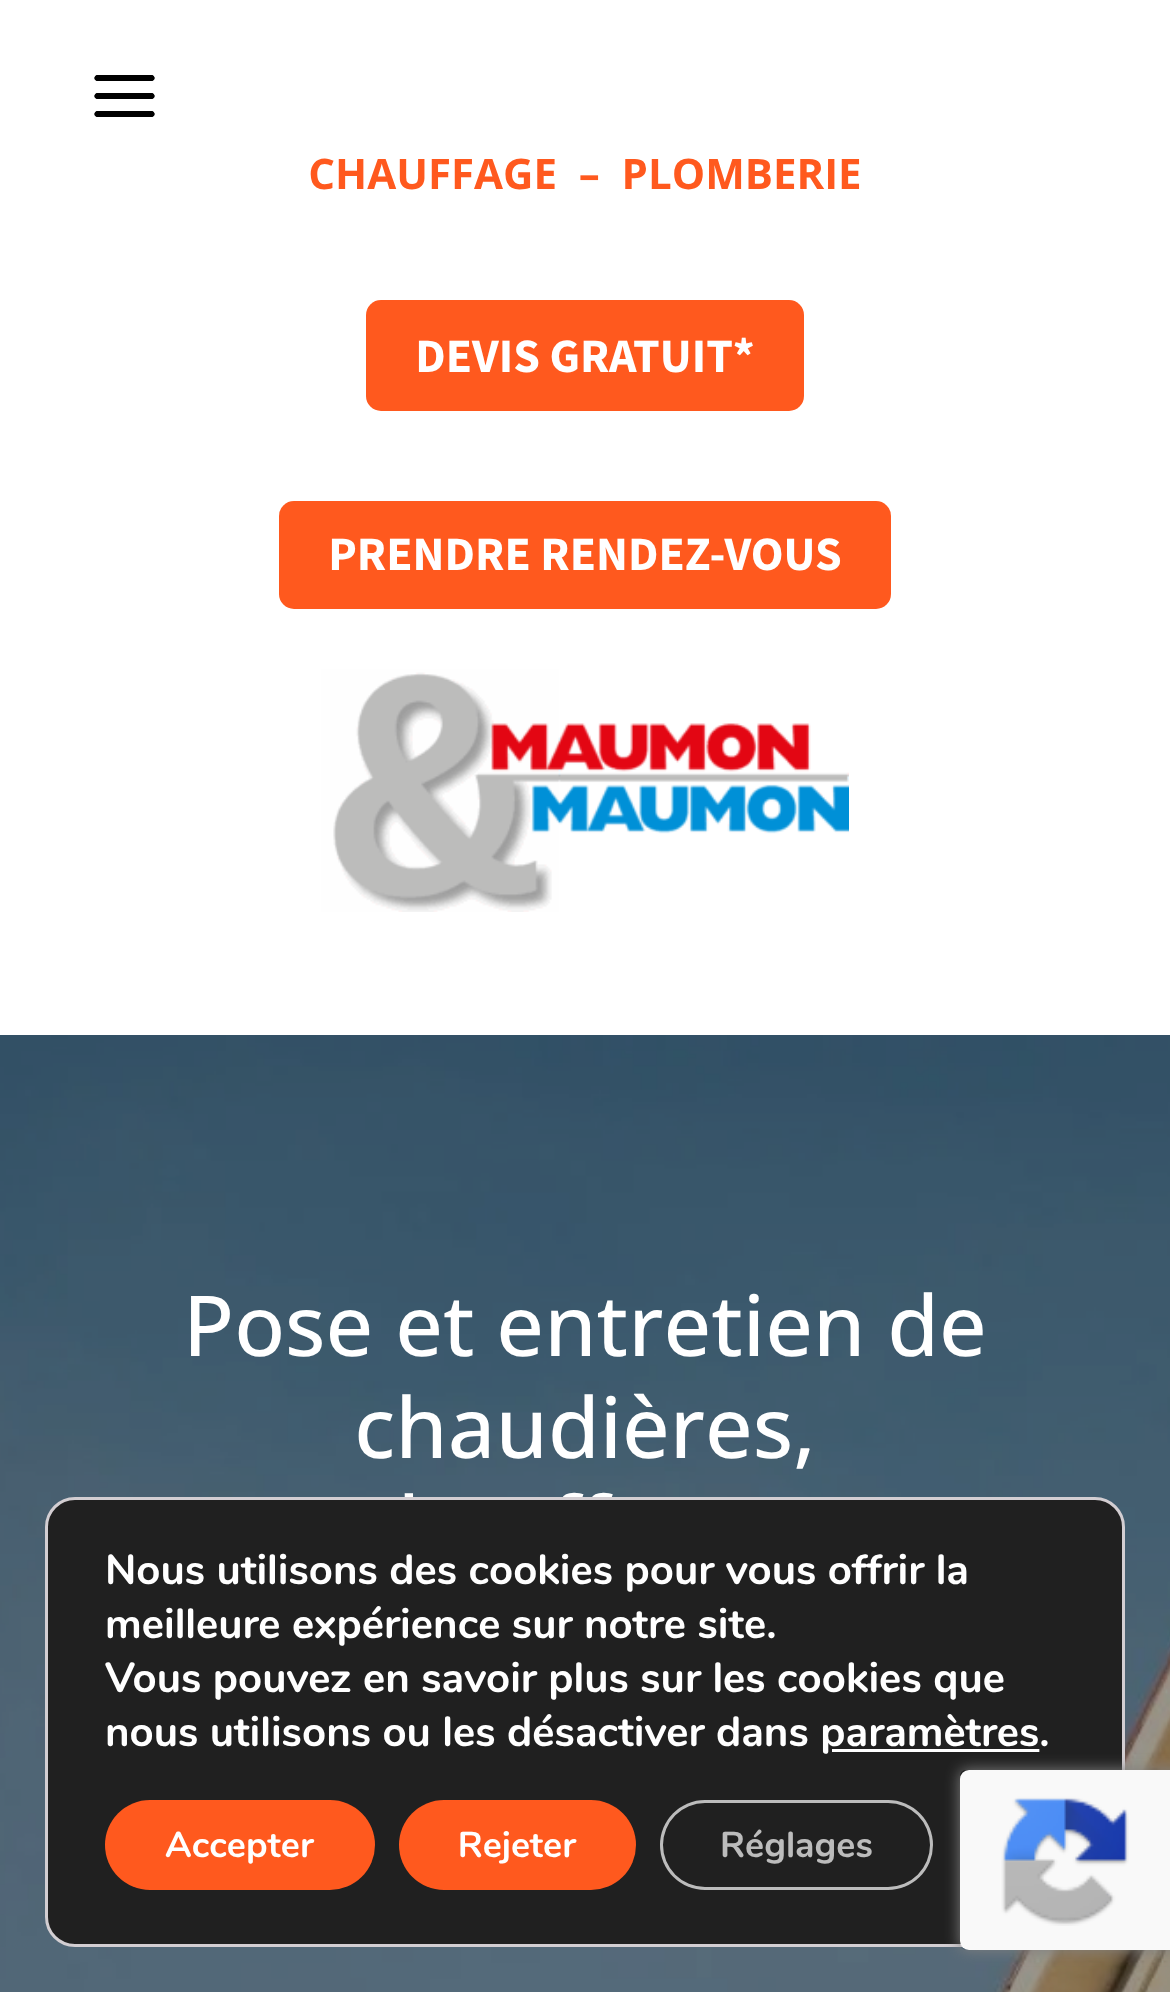 CHAUFFAGE – PLOMBERIE
DEVIS GRATUIT*
PRENDRE RENDEZ-VOUS
& MAUMON
MAUMON
Pose et entretien de
chaudières,
Nous utilisons des cookies pour vous offrir la
meilleure expérience sur notre site.
Vous pouvez en savoir plus sur les cookies que
nous utilisons ou les désactiver dans paramètres.
Accepter
Rejeter
Réglages